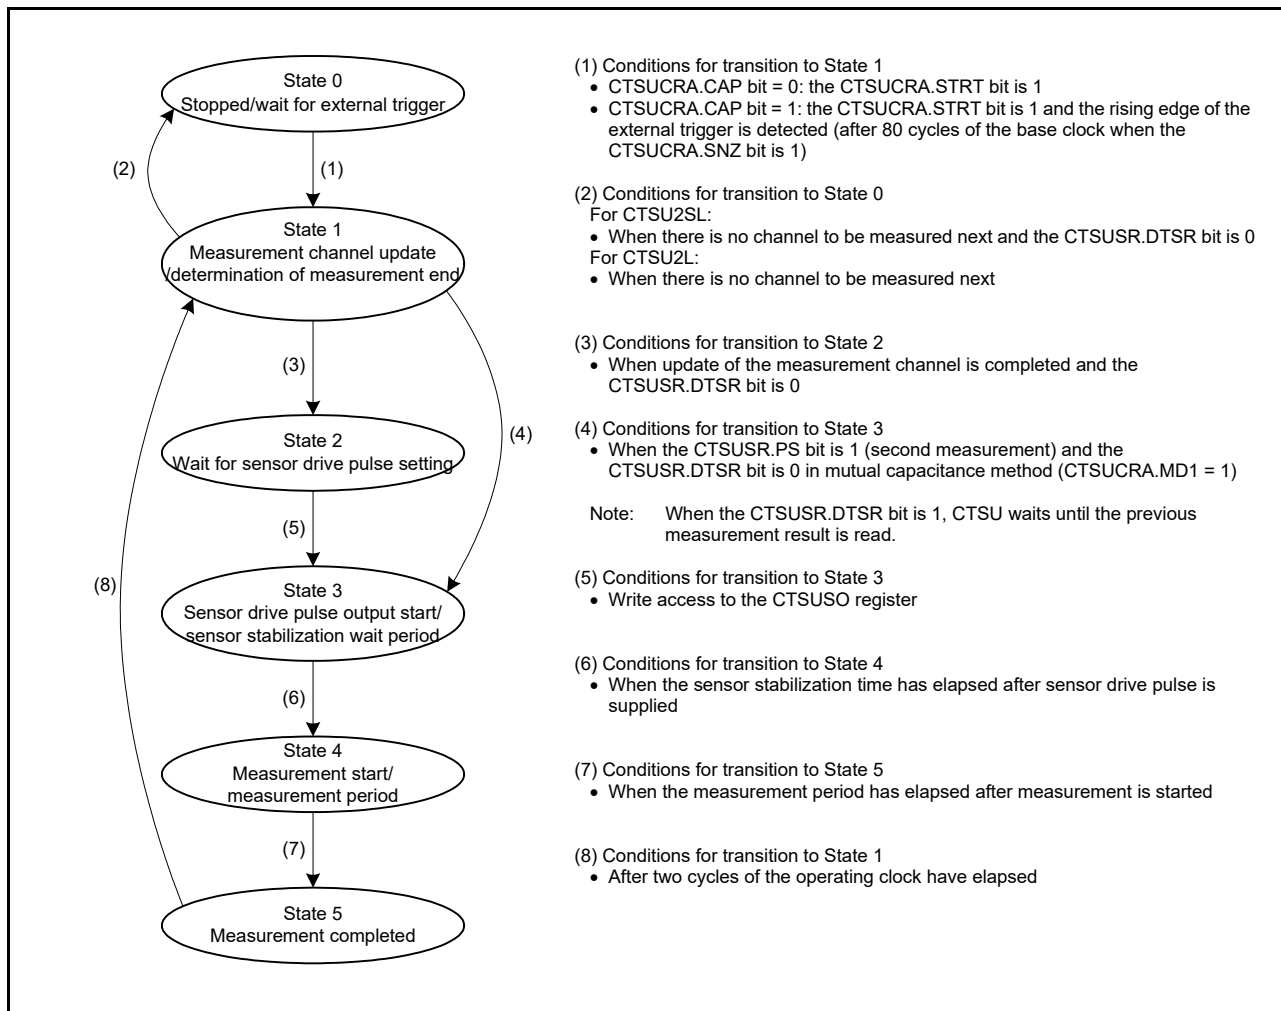 State 0
Stopped/wait for external trigger
(2)
(1)
State 1
Measurement channel update
/determination of measurement end
(3)
(4)
State 2
Wait for sensor drive pulse setting
(5)
(8)
State 3
Sensor drive pulse output start/
sensor stabilization wait period
(6)
State 4
Measurement start/
measurement period
(7)
State 5
Measurement completed
(1) Conditions for transition to State 1
• CTSUCRA.CAP bit = 0: the CTSUCRA.STRT bit is 1
• CTSUCRA.CAP bit = 1: the CTSUCRA.STRT bit is 1 and the rising edge of the
external trigger is detected (after 80 cycles of the base clock when the
CTSUCRA.SNZ bit is 1)
(2) Conditions for transition to State 0
For CTSU2SL:
• When there is no channel to be measured next and the CTSUSR.DTSR bit is 0
For CTSU2L:
• When there is no channel to be measured next
(3) Conditions for transition to State 2
• When update of the measurement channel is completed and the
CTSUSR.DTSR bit is 0
(4) Conditions for transition to State 3
• When the CTSUSR.PS bit is 1 (second measurement) and the
CTSUSR.DTSR bit is 0 in mutual capacitance method (CTSUCRA.MD1 = 1)
Note: When the CTSUSR.DTSR bit is 1, CTSU waits until the previous
measurement result is read.
(5) Conditions for transition to State 3
• Write access to the CTSUSO register
(6) Conditions for transition to State 4
• When the sensor stabilization time has elapsed after sensor drive pulse is
supplied
(7) Conditions for transition to State 5
• When the measurement period has elapsed after measurement is started
(8) Conditions for transition to State 1
• After two cycles of the operating clock have elapsed